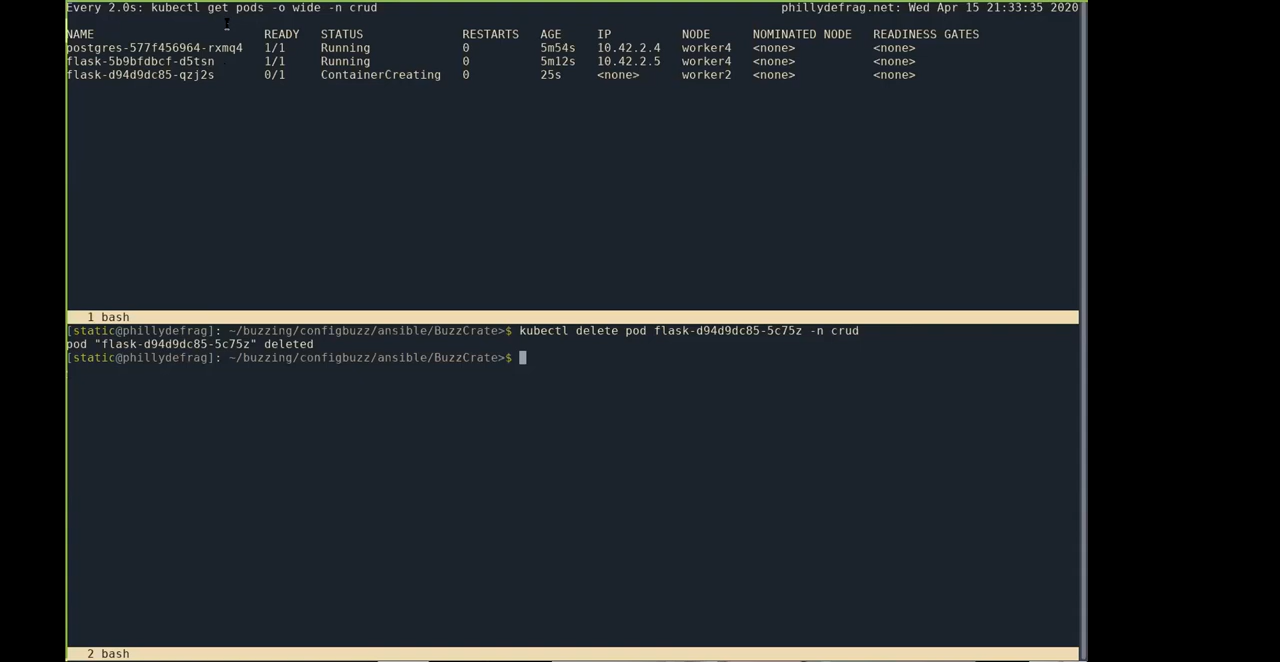 Every 2.0s: kubectl get pods -o wide -n crud phillydefrag.net: Wed Apr 15 21:33:35 2020
NAME READY STATUS RESTARTS AGE IP NODE NOMINATED NODE READINESS GATES
postgres-577f456964-rxmq4 1/1 Running 0 5m54s 10.42.2.4 worker4 <none> <none>
flask-5b9bfdbcf-d5tsn 1/1 Running 0 5m12s 10.42.2.5 worker4 <none> <none>
flask-d94d9dc85-qzj2s 0/1 ContainerCreating 0 25s <none> worker2 <none> <none>
1 bash
[static@phillydefrag]: ~/buzzing/configbuzz/ansible/BuzzCrate>$ kubectl delete pod flask-d94d9dc85-5c75z -n crud
pod "flask-d94d9dc85-5c75z" deleted
[static@phillydefrag]: ~/buzzing/configbuzz/ansible/BuzzCrate>$
2 bash